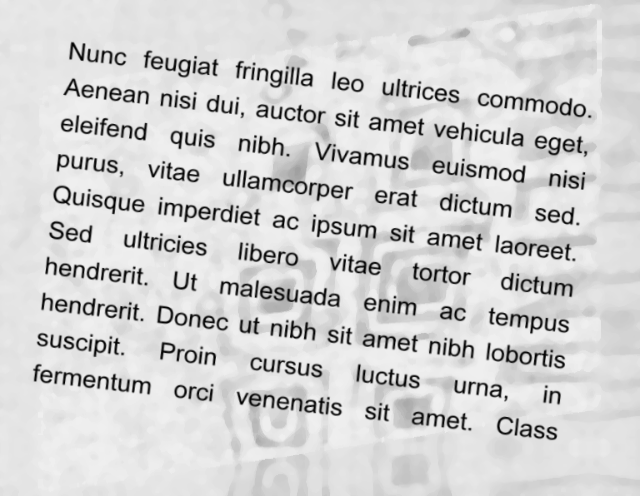 Nunc feugiat fringilla leo ultrices commodo.
Aenean nisi dui, auctor sit amet vehicula eget,
eleifend quis nibh. Vivamus euismod nisi
purus, vitae ullamcorper erat dictum sed.
Quisque imperdiet ac ipsum sit amet laoreet.
Sed ultricies libero vitae tortor dictum
hendrerit. Ut malesuada enim ac tempus
hendrerit. Donec ut nibh sit amet nibh lobortis
suscipit. Proin cursus luctus urna, in
fermentum orci venenatis sit amet. Class